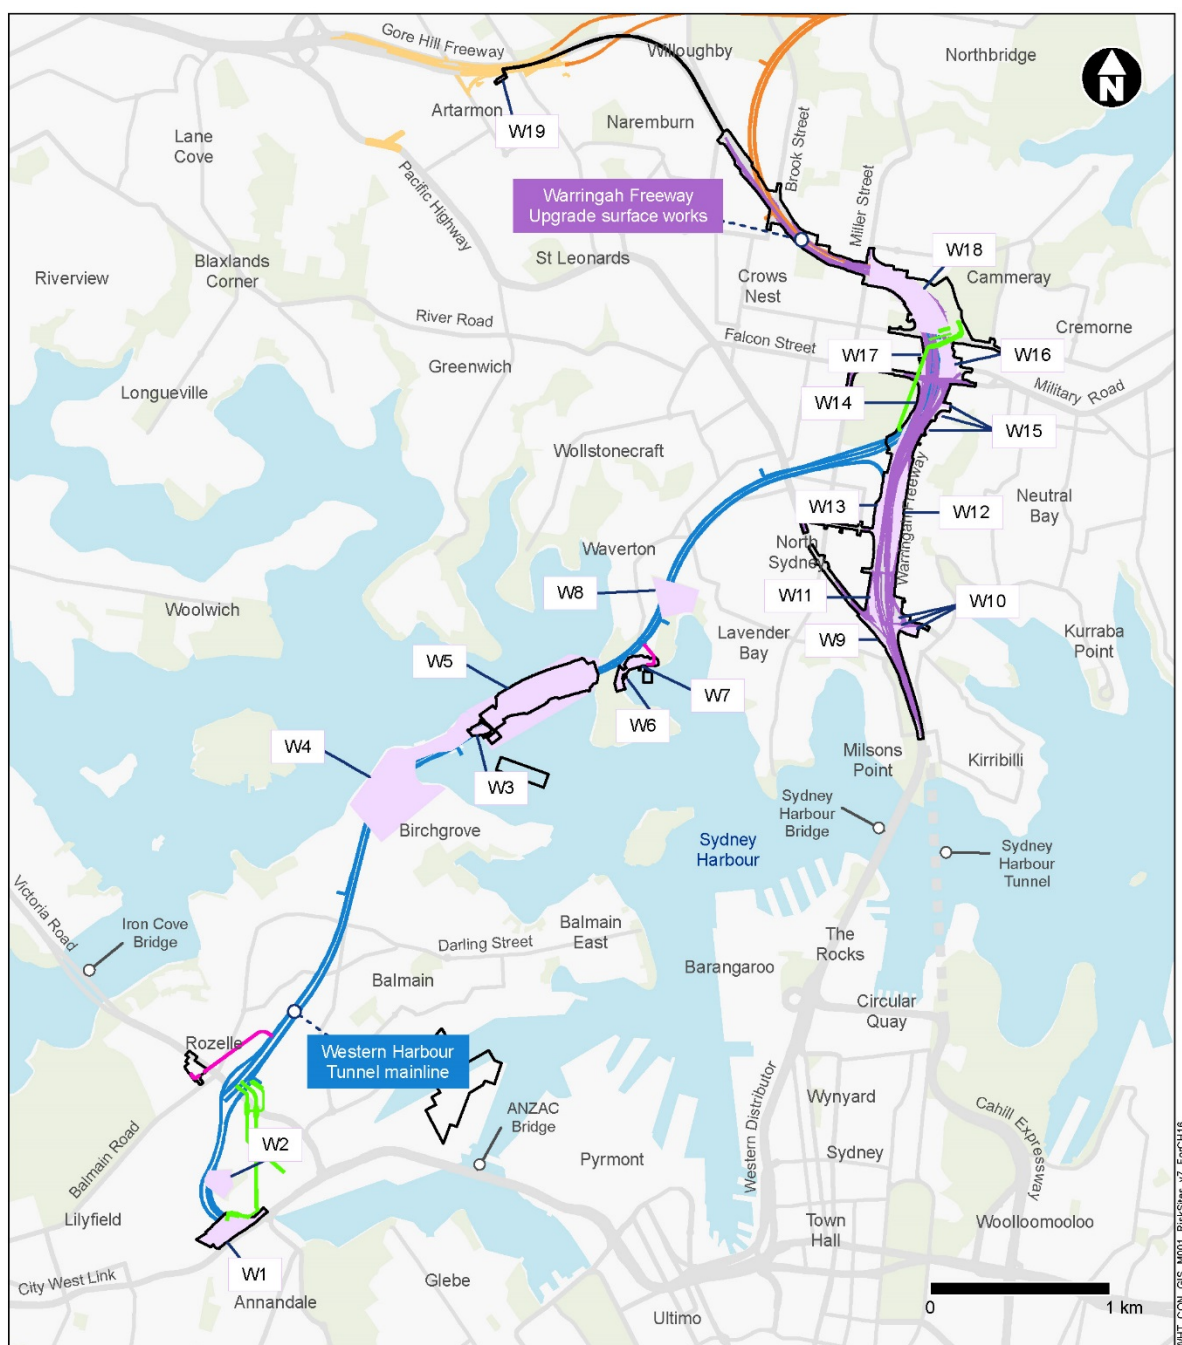 Gore Hill Freeway
Willoughby
Northbridge
N
Artarmon
W19
Naremburn
Lane
Cove
Brook Street
Pacific Highway
Warringah Freeway
Upgrade surface works
Miller Street
St Leonards
W18
Blaxlands
Corner
Riverview
Crows
Nest
Cammeray
River Road
Falcon Street
Cremorne
W17
W16
Greenwich
Longueville
Military Road
W14
W15
Wollstonecraft
Warringah Freeway
Neutral
Bay
W13
W12
North
Sydney
Waverton
W8
W11
W10
Woolwich
Lavender
Bay
W9
Kurraba
Point
W5
W7
W6
W4
W3
Milsons
Point
Kirribilli
Birchgrove
Sydney
Harbour
Bridge
Sydney
Harbour
Sydney
Harbour
Tunnel
Victoria Road
Iron Cove
Bridge
Balmain
East
Darling Street
The
Rocks
Barangaroo
Balmain
Circular
Quay
Rozelle
Western Harbour
Tunnel mainline
Western Distributor
Wynyard
Cahill Expressway
ANZAC
Bridge
W2
Balmain Road
Pyrmont
Sydney
Lilyfield
Town
Hall
Woolloomooloo
W1
City West Link
Glebe
Annandale
Ultimo
0
1 km
WHT_CON_GIS_M001_RiskSites_v7_ForCH16